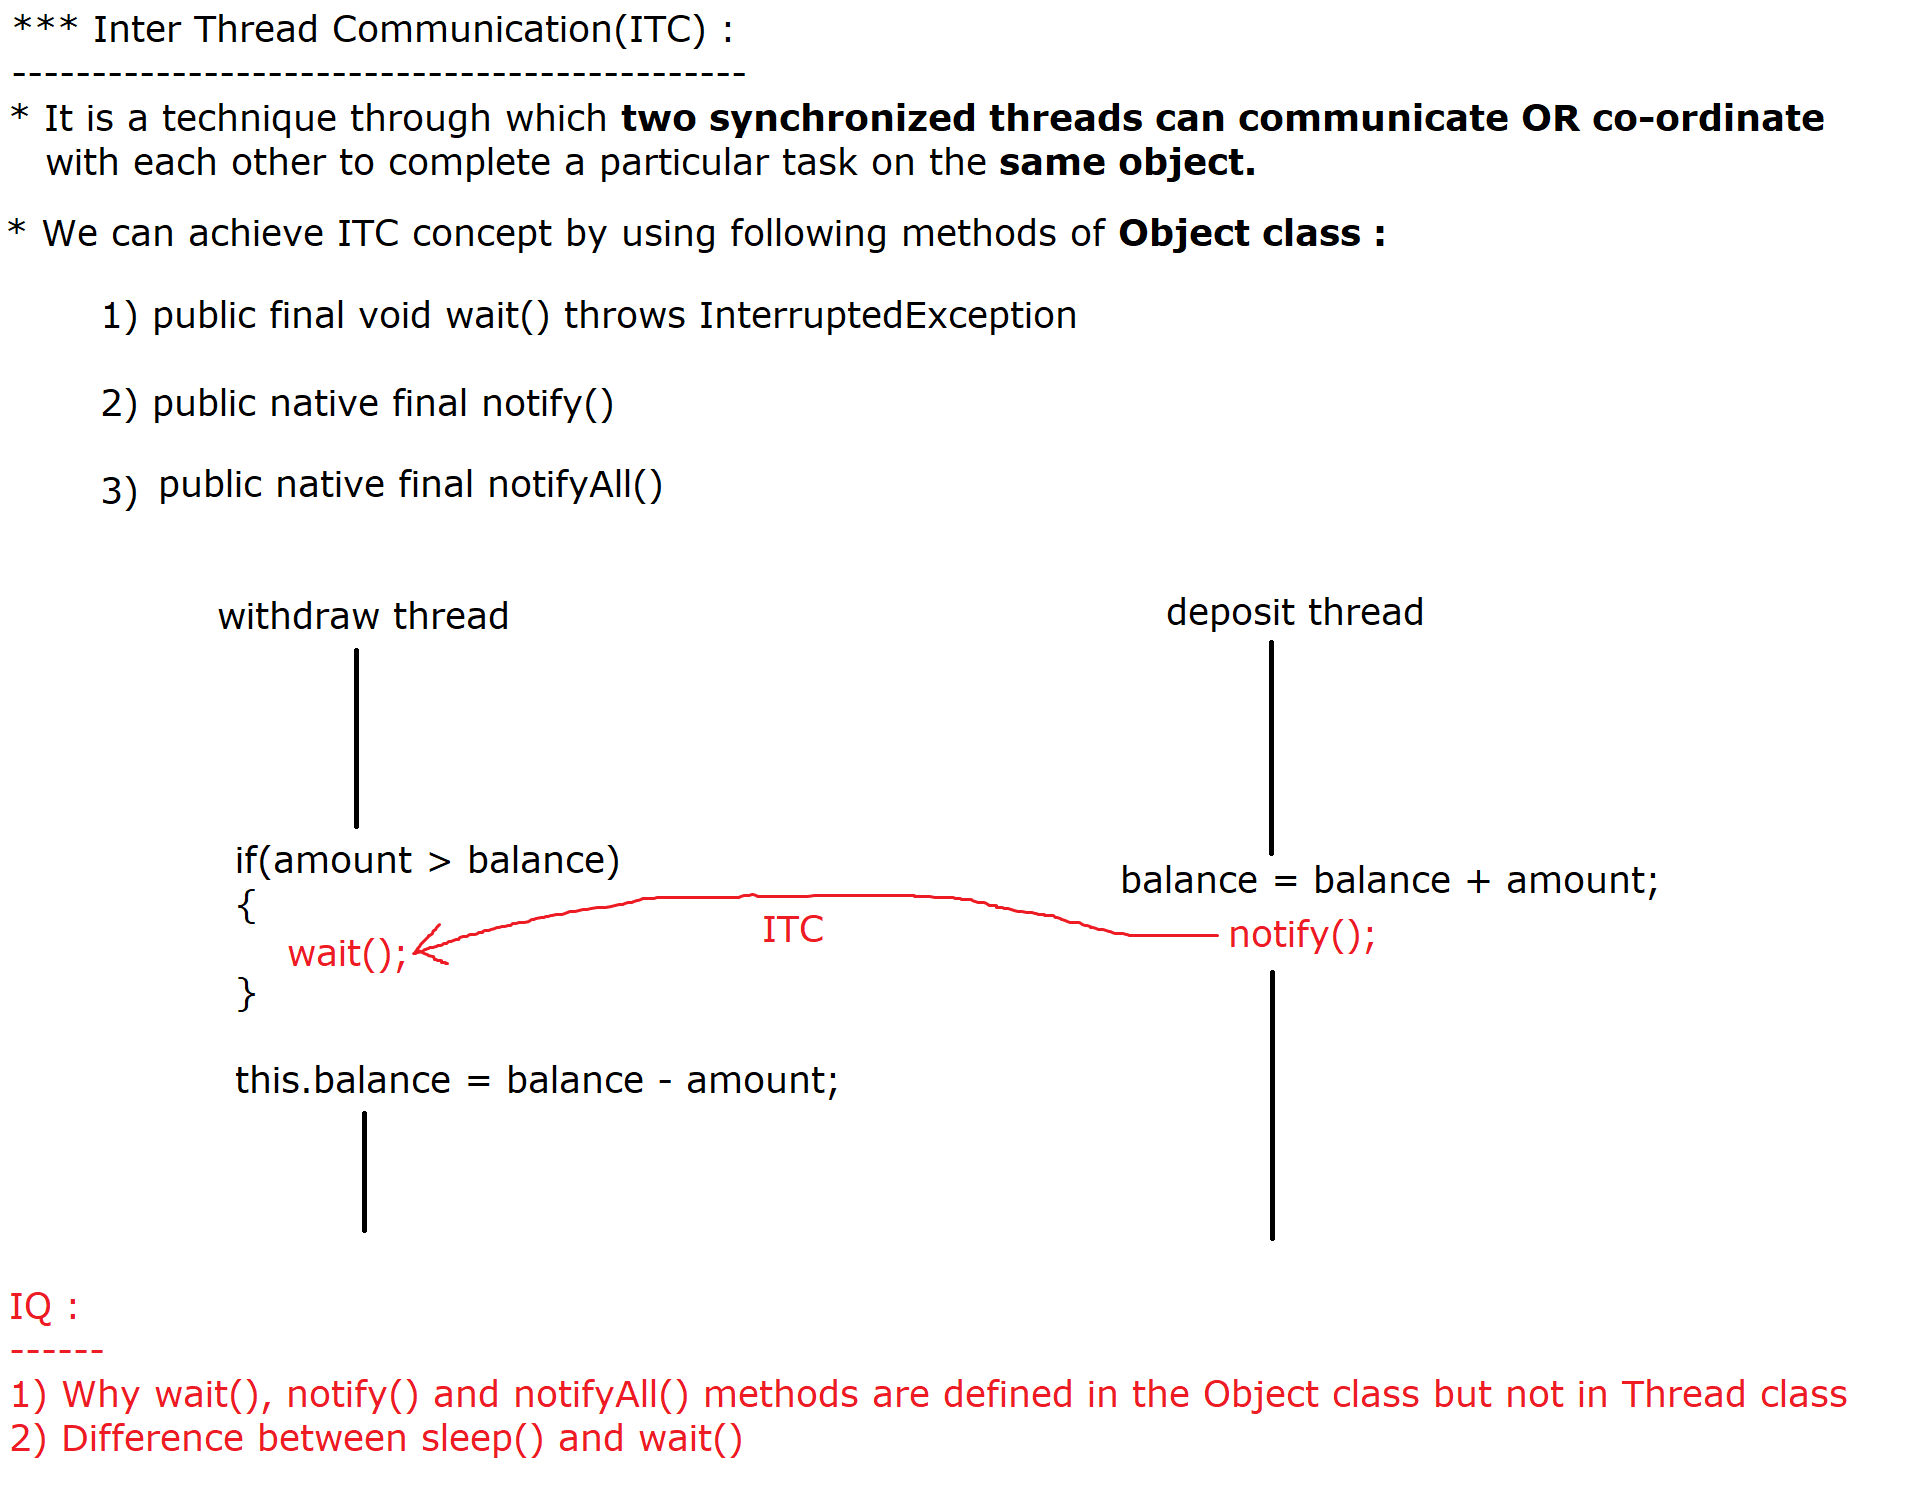 *** Inter Thread Communication(ITC) :
----------------------------------------------
* It is a technique through which two synchronized threads can communicate OR co-ordinate
with each other to complete a particular task on the same object.
* We can achieve ITC concept by using following methods of Object class :
1) public final void wait() throws InterruptedException
2) public native final notify()
3) public native final notifyAll()
withdraw thread
deposit thread
if(amount > balance)
{
wait();
}
this.balance = balance - amount;
ITC
balance = balance + amount;
notify();
IQ :
------
1) Why wait(), notify() and notifyAll() methods are defined in the Object class but not in Thread class
2) Difference between sleep() and wait()